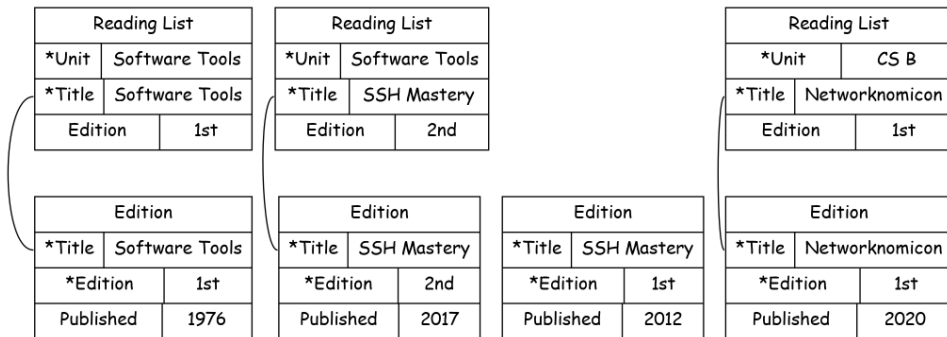 Reading List
*Unit Software Tools
*Title Software Tools
Edition 1st
Reading List
*Unit Software Tools
*Title SSH Mastery
Edition 2nd
Reading List
*Unit CS B
*Title Networknomicon
Edition 1st
Edition
*Title Software Tools
*Edition 1st
Published 1976
Edition
*Title SSH Mastery
*Edition 2nd
Published 2017
Edition
*Title SSH Mastery
*Edition 1st
Published 2012
Edition
*Title Networknomicon
*Edition 1st
Published 2020